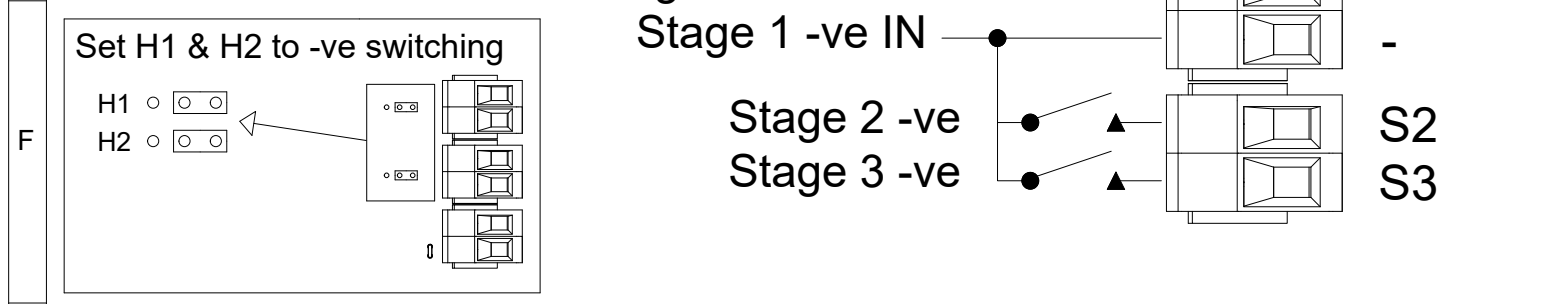 F
Set H1 & H2 to -ve switching
H1
H2
Stage 1 -ve IN
-
Stage 2 -ve
S2
Stage 3 -ve
S3